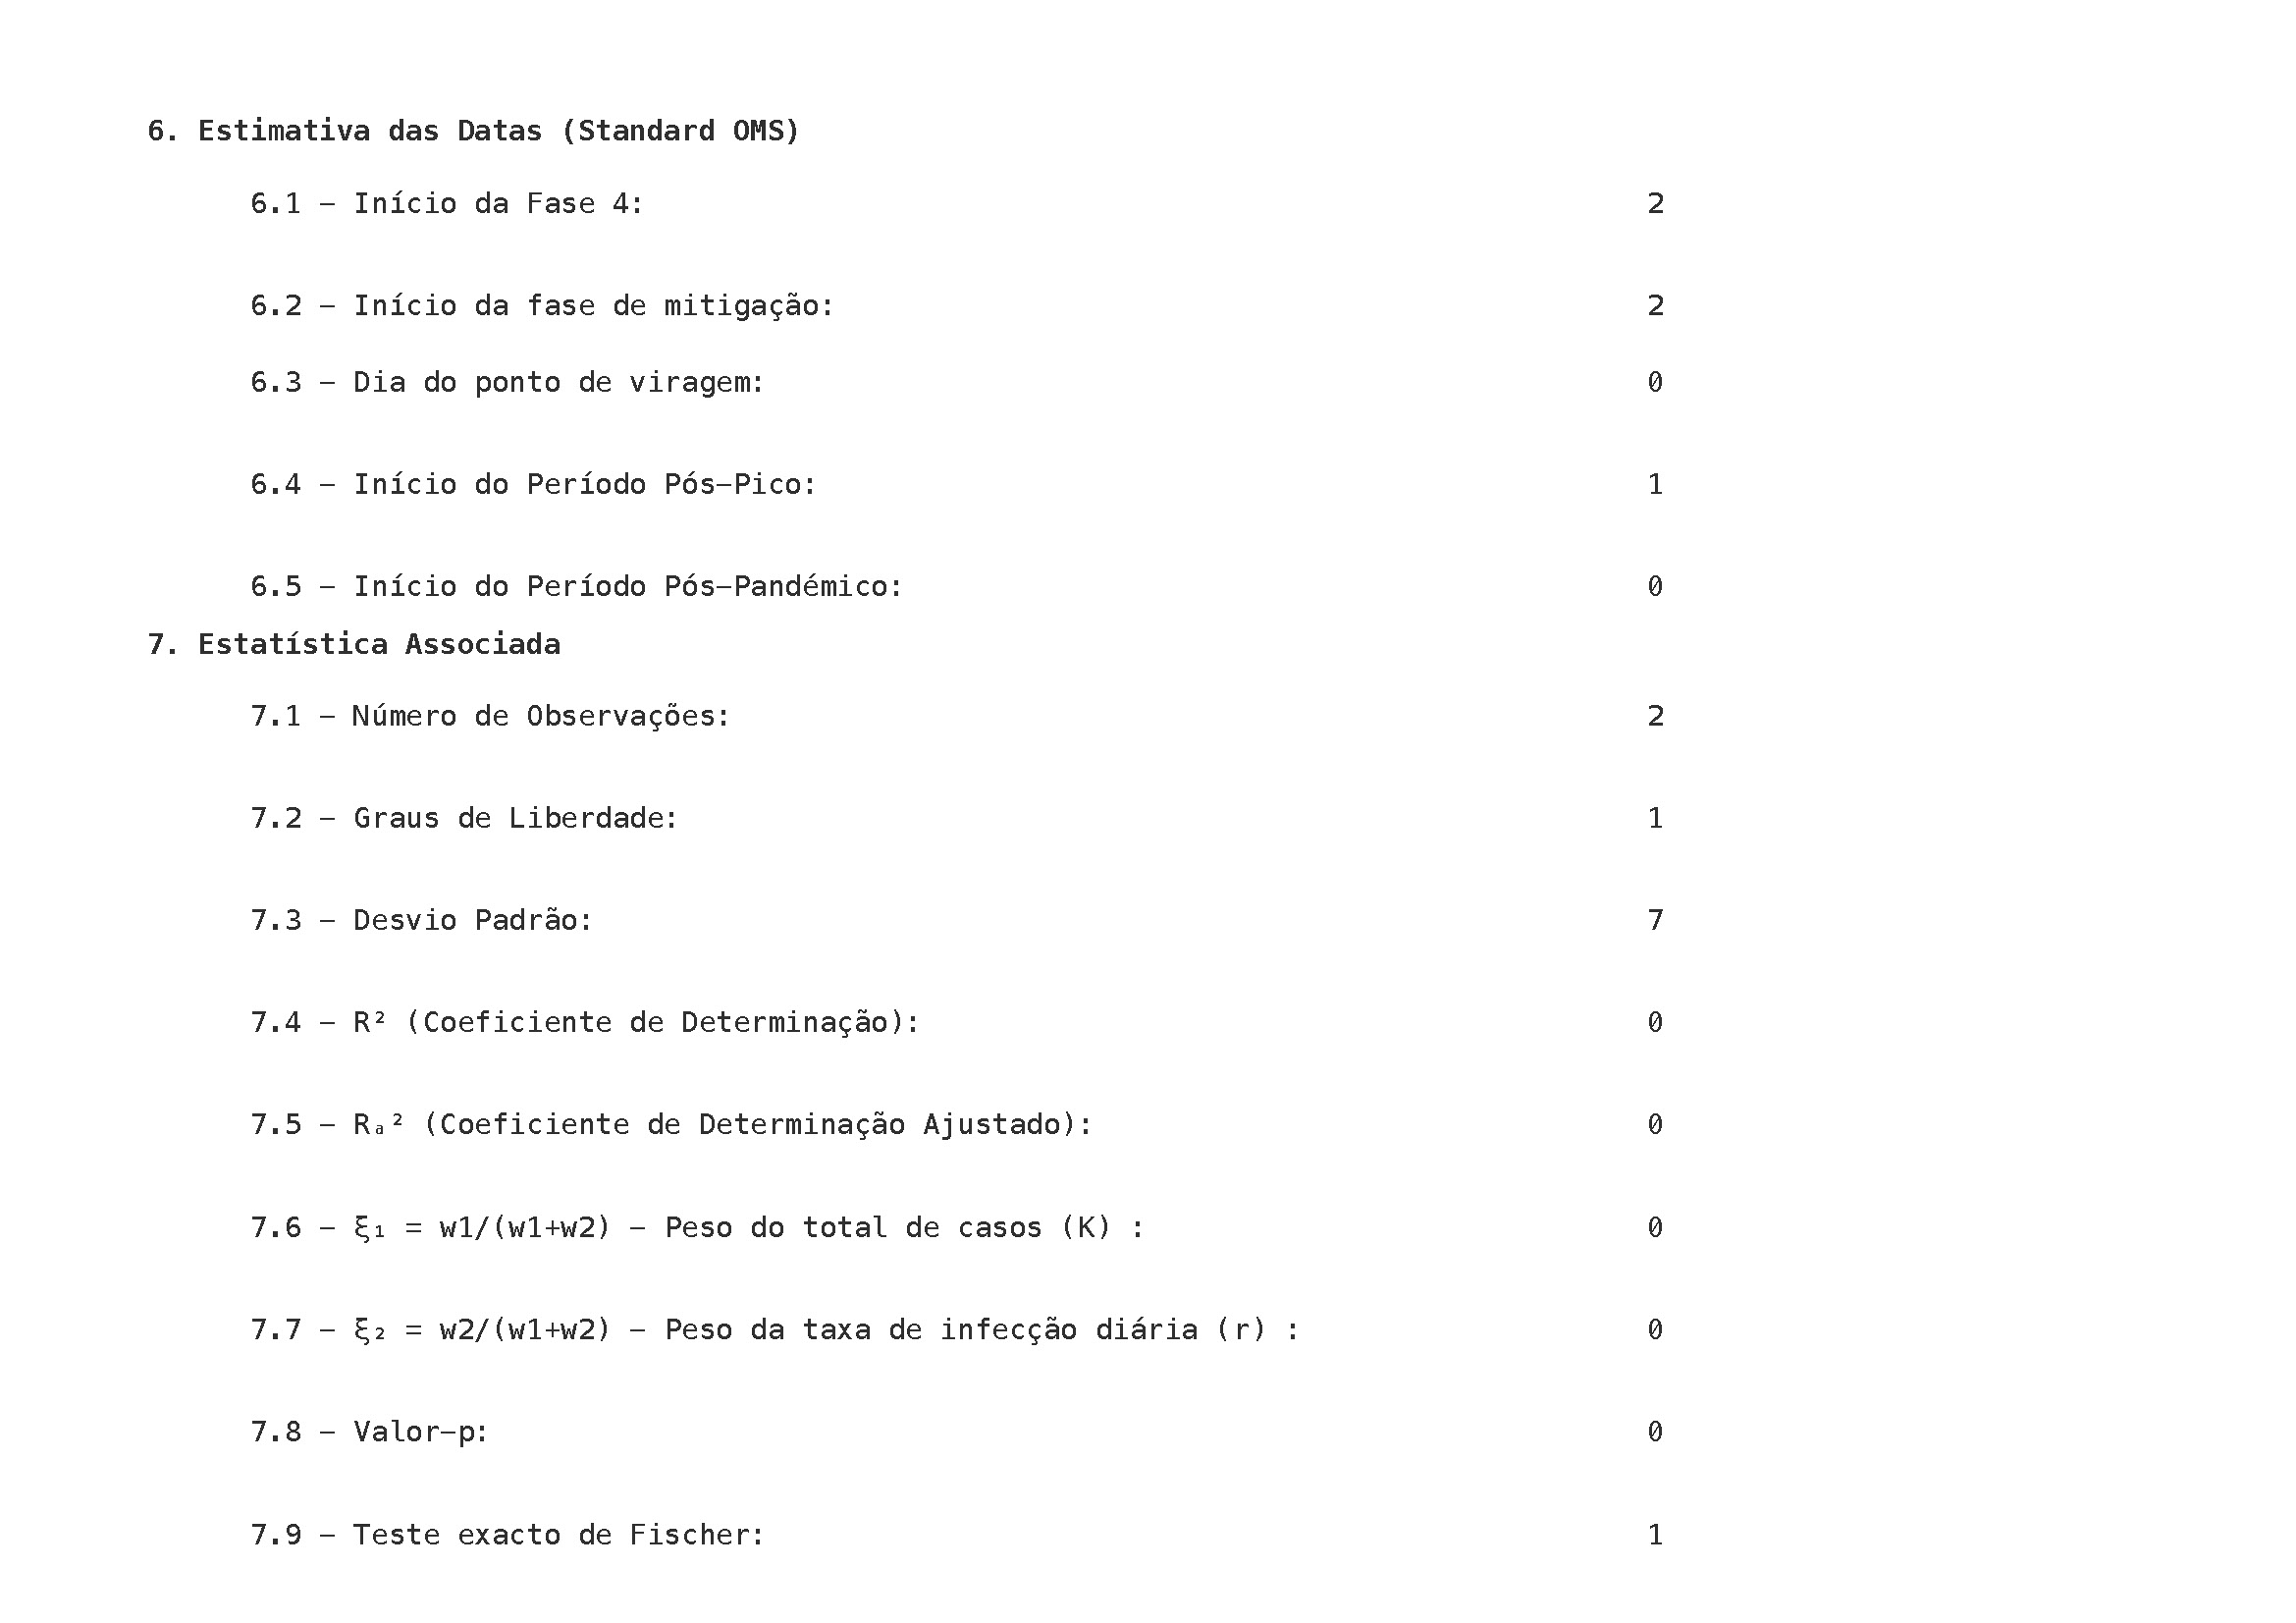 6. Estimativa das Datas (Standard OMS)
6.1 – Início da Fase 4: 2
6.2 – Início da fase de mitigação: 2
6.3 – Dia do ponto de viragem: 0
6.4 – Início do Período Pós–Pico: 1
6.5 – Início do Período Pós–Pandémico: 0
7. Estatística Associada
7.1 – Número de Observações: 2
7.2 – Graus de Liberdade: 1
7.3 – Desvio Padrão: 7
7.4 – R² (Coeficiente de Determinação): 0
7.5 – Rₐ² (Coeficiente de Determinação Ajustado): 0
7.6 – ξ₁ = w1/(w1+w2) – Peso do total de casos (K) : 0
7.7 – ξ₂ = w2/(w1+w2) – Peso da taxa de infecção diária (r) : 0
7.8 – Valor–p: 0
7.9 – Teste exacto de Fischer: 1